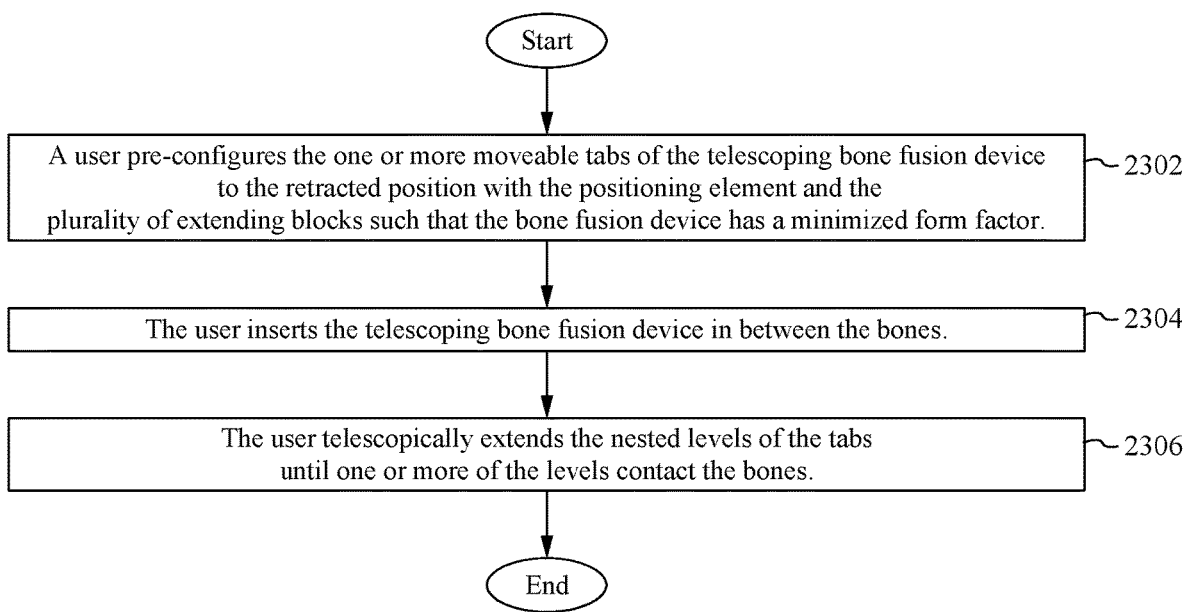 Start
A user pre-configures the one or more moveable tabs of the telescoping bone fusion device
to the retracted position with the positioning element and the
plurality of extending blocks such that the bone fusion device has a minimized form factor.
2302
The user inserts the telescoping bone fusion device in between the bones.
2304
The user telescopically extends the nested levels of the tabs
until one or more of the levels contact the bones.
2306
End